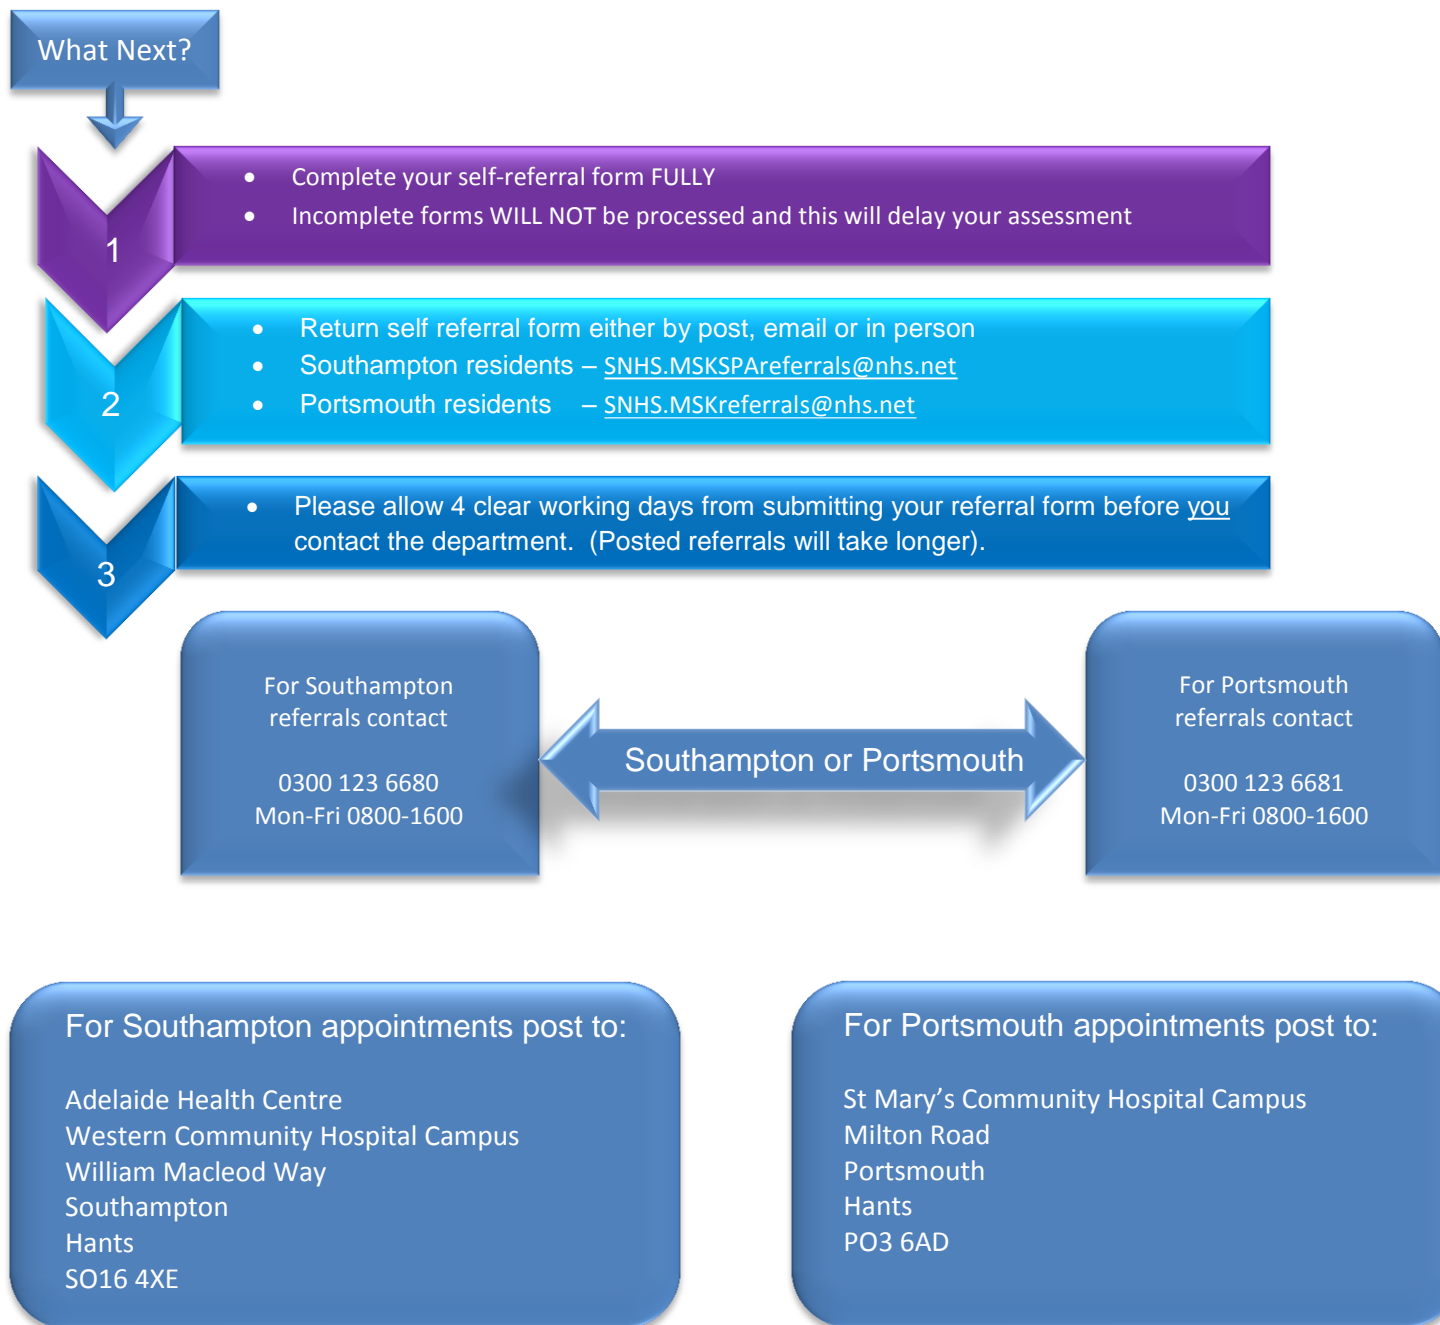 What Next?
1
• Complete your self-referral form FULLY
• Incomplete forms WILL NOT be processed and this will delay your assessment
2
• Return self referral form either by post, email or in person
• Southampton residents – SNHS.MSKSPAreferrals@nhs.net
• Portsmouth residents – SNHS.MSKreferrals@nhs.net
3
• Please allow 4 clear working days from submitting your referral form before you
contact the department. (Posted referrals will take longer).
For Southampton
referrals contact
0300 123 6680
Mon-Fri 0800-1600
Southampton or Portsmouth
For Portsmouth
referrals contact
0300 123 6681
Mon-Fri 0800-1600
For Southampton appointments post to:
Adelaide Health Centre
Western Community Hospital Campus
William Macleod Way
Southampton
Hants
SO16 4XE
For Portsmouth appointments post to:
St Mary’s Community Hospital Campus
Milton Road
Portsmouth
Hants
PO3 6AD